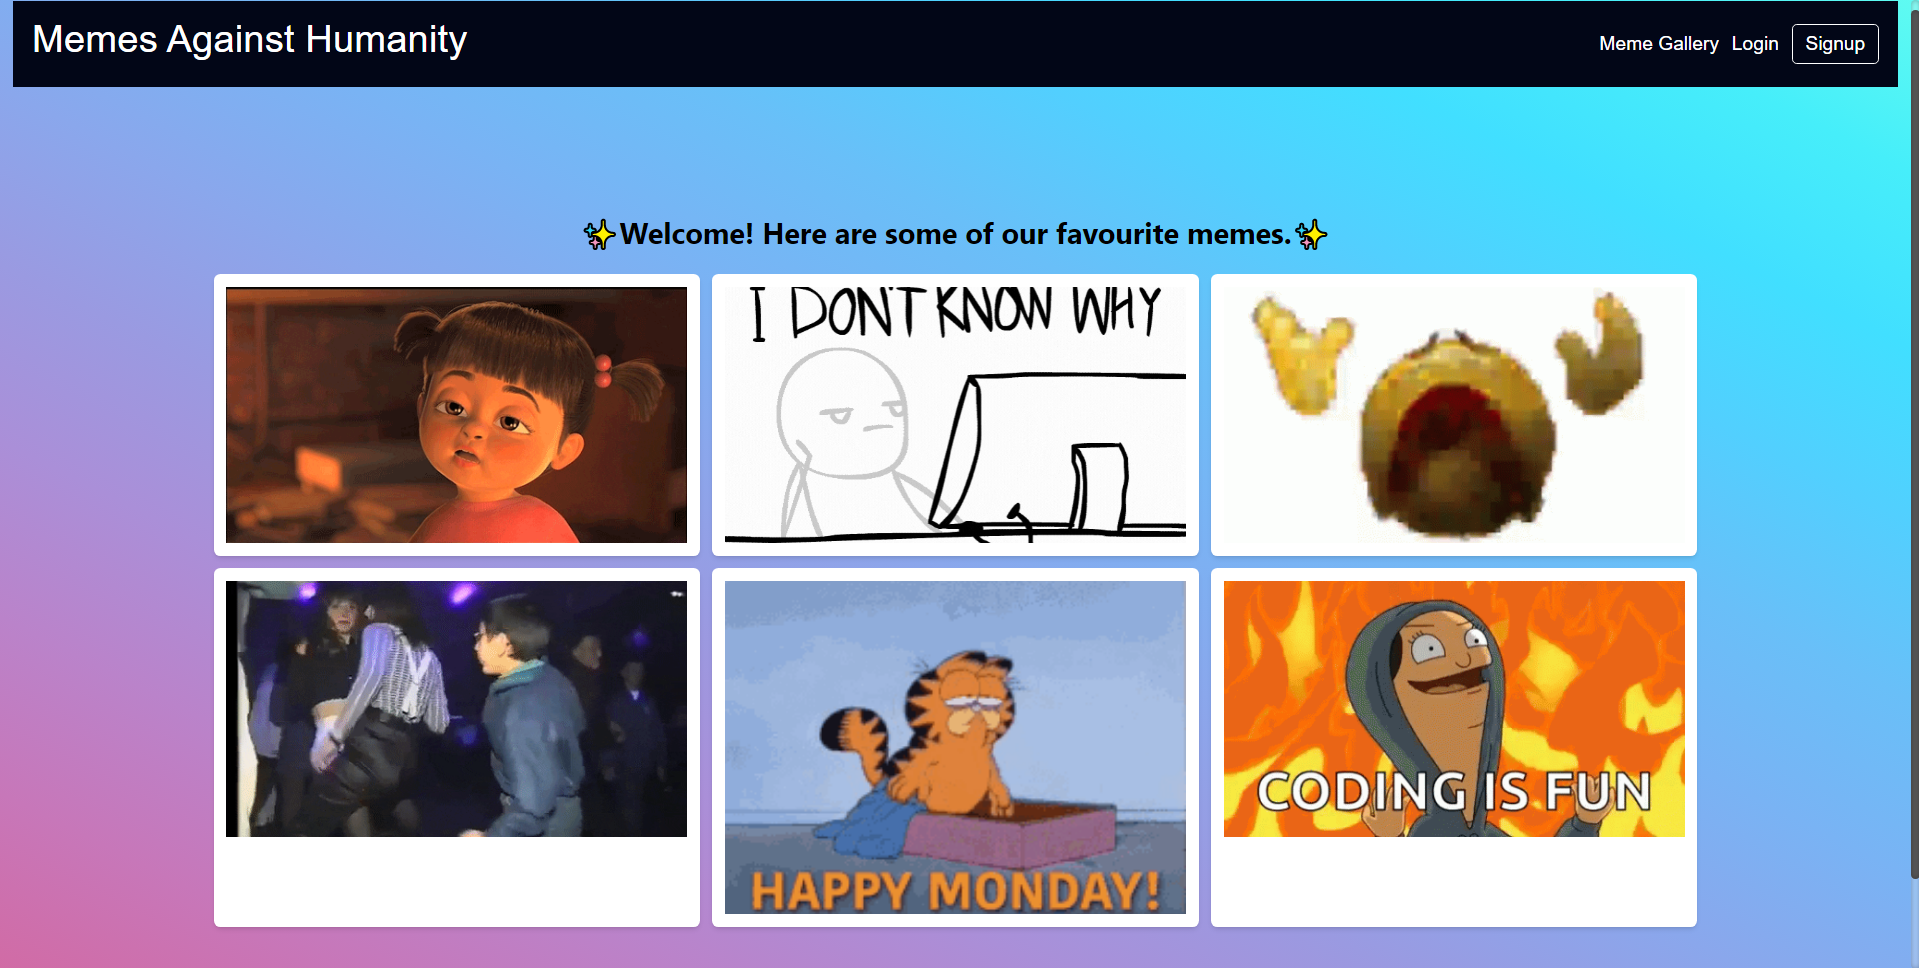 Memes Against Humanity
Meme Gallery Login Signup
✨Welcome! Here are some of our favourite memes.✨
I DON'T KNOW WHY
HAPPY MONDAY!
CODING IS FUN